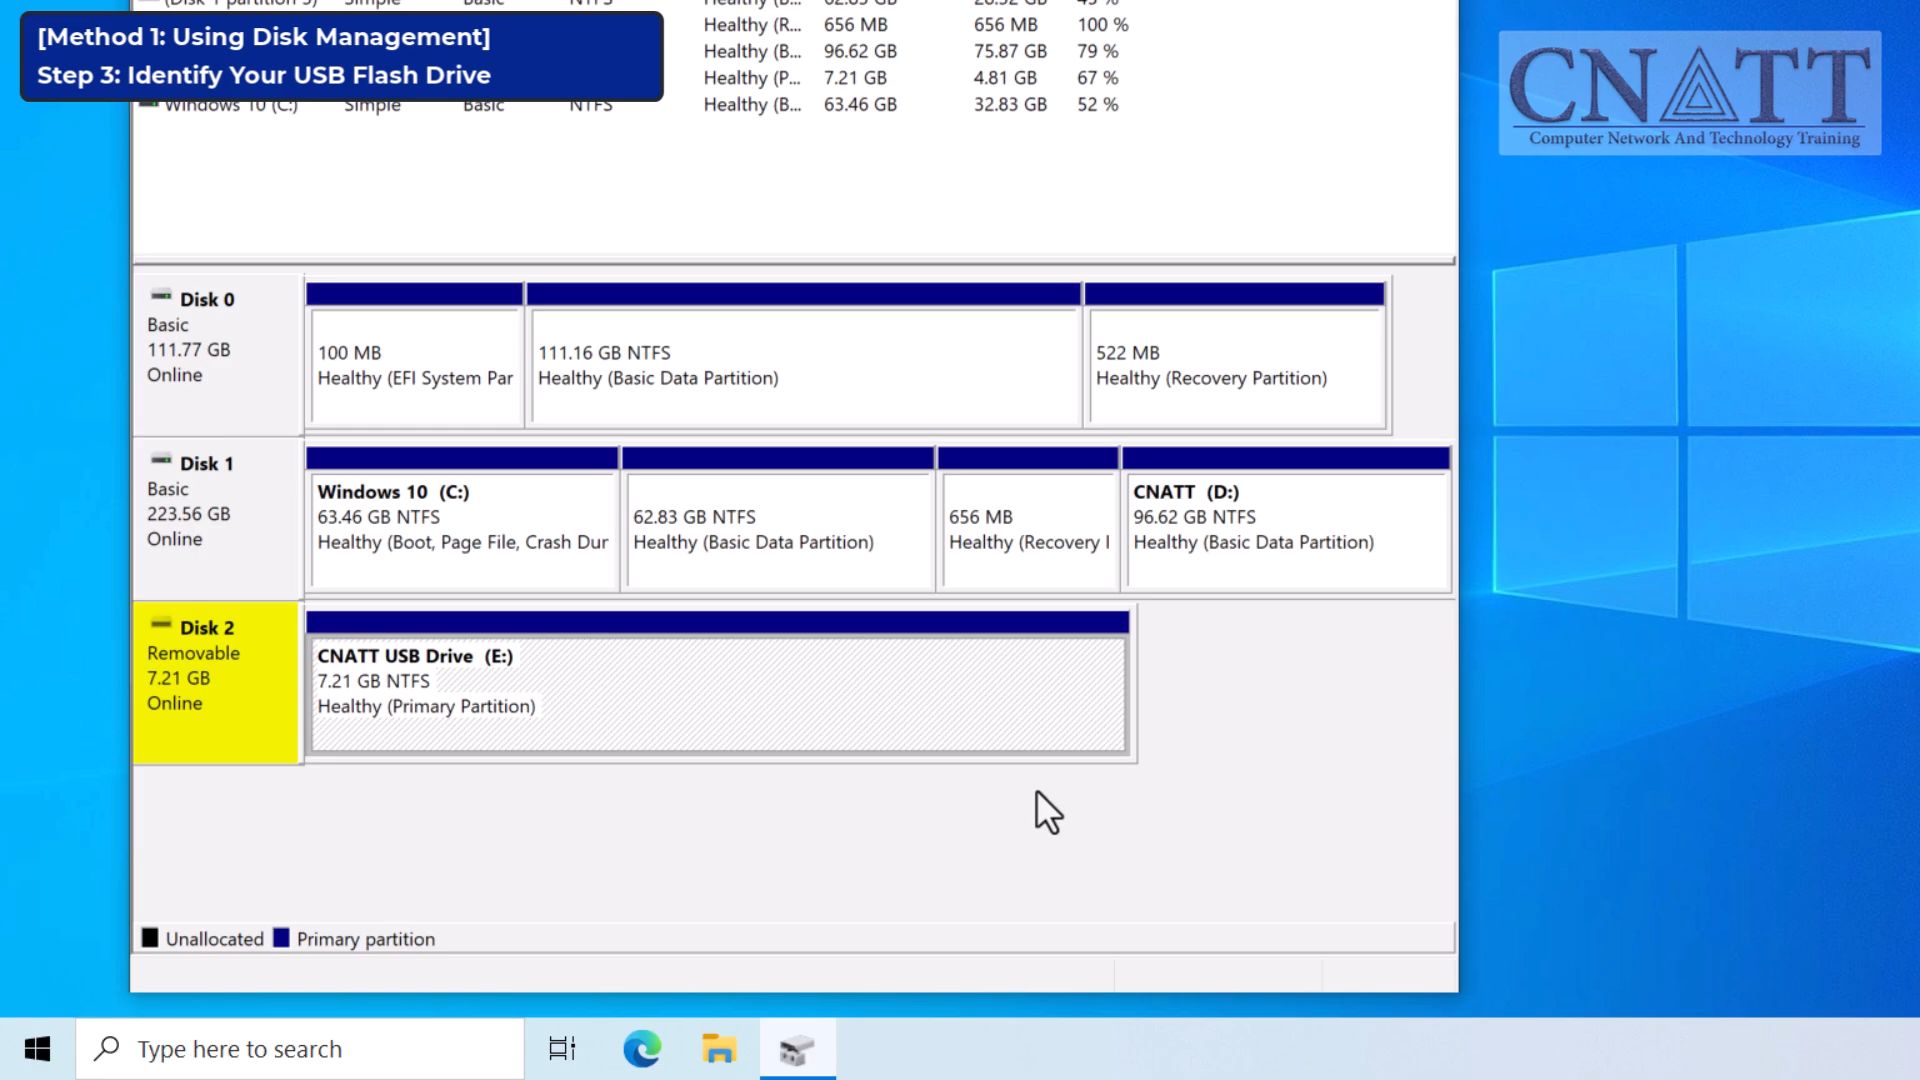 [Method 1: Using Disk Management]
Step 3: Identify Your USB Flash Drive
CNATT
Computer Network And Technology Training
Healthy (R... 656 MB 656 MB 100 %
Healthy (B... 96.62 GB 75.87 GB 79 %
Healthy (P... 7.21 GB 4.81 GB 67 %
Windows 10 (C:) Simple Basic NTFS Healthy (B... 63.46 GB 32.83 GB 52 %
Disk 0
Basic
111.77 GB
Online
100 MB
Healthy (EFI System Par
111.16 GB NTFS
Healthy (Basic Data Partition)
522 MB
Healthy (Recovery Partition)
Disk 1
Basic
223.56 GB
Online
Windows 10 (C:)
63.46 GB NTFS
Healthy (Boot, Page File, Crash Dur
62.83 GB NTFS
Healthy (Basic Data Partition)
656 MB
Healthy (Recovery I
CNATT (D:)
96.62 GB NTFS
Healthy (Basic Data Partition)
Disk 2
Removable
7.21 GB
Online
CNATT USB Drive (E:)
7.21 GB NTFS
Healthy (Primary Partition)
Unallocated Primary partition
Type here to search